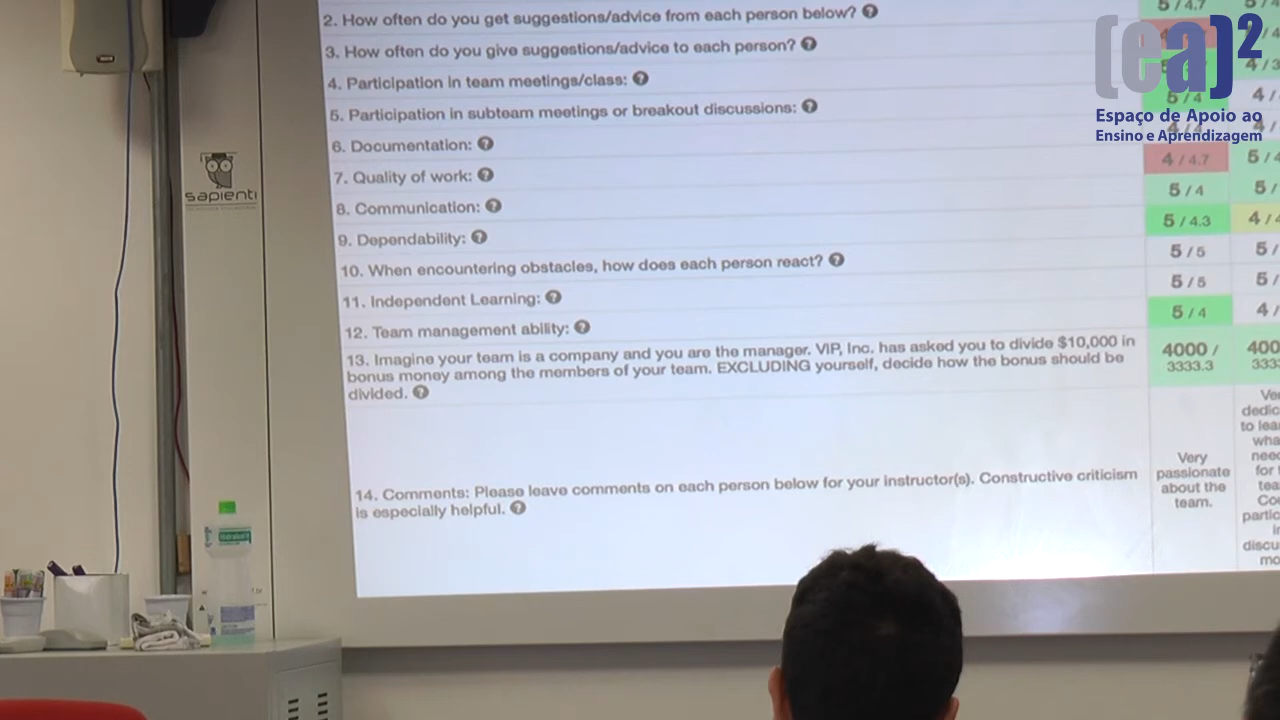 2. How often do you get suggestions/advice from each person below?
3. How often do you give suggestions/advice to each person?
4. Participation in team meetings/class:
5. Participation in subteam meetings or breakout discussions:
5 / 4
6. Documentation:
7. Quality of work:
4 / 4.7
8. Communication:
5 / 4
9. Dependability:
5 / 4.3
10. When encountering obstacles, how does each person react?
5 / 5
11. Independent Learning:
5 / 5
12. Team management ability:
5 / 4
13. Imagine your team is a company and you are the manager. VIP, Inc. has asked you to divide $10,000 in
bonus money among the members of your team. EXCLUDING yourself, decide how the bonus should be
divided.
4000 /
3333.3
14. Comments: Please leave comments on each person below for your instructor(s). Constructive criticism
is especially helpful.
Very
passionate
about the
team.
sapienti
(ea)²
Espaço de Apoio ao
Ensino e Aprendizagem